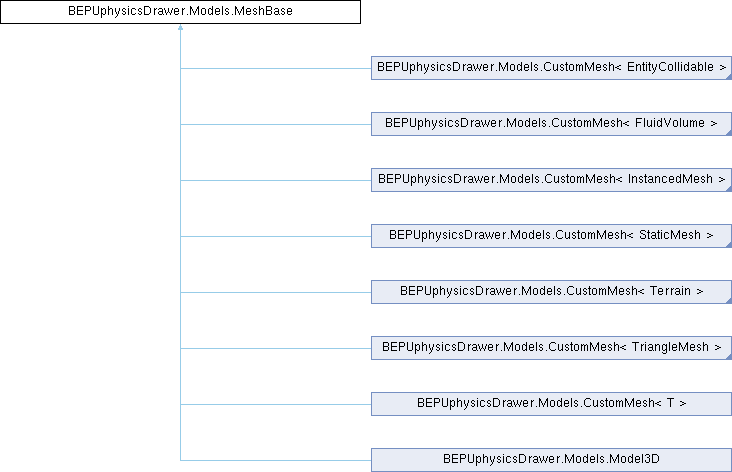 BEPUphysicsDrawer.Models.MeshBase
BEPUphysicsDrawer.Models.CustomMesh< EntityCollidable >
BEPUphysicsDrawer.Models.CustomMesh< FluidVolume >
BEPUphysicsDrawer.Models.CustomMesh< InstancedMesh >
BEPUphysicsDrawer.Models.CustomMesh< StaticMesh >
BEPUphysicsDrawer.Models.CustomMesh< Terrain >
BEPUphysicsDrawer.Models.CustomMesh< TriangleMesh >
BEPUphysicsDrawer.Models.CustomMesh< T >
BEPUphysicsDrawer.Models.Model3D